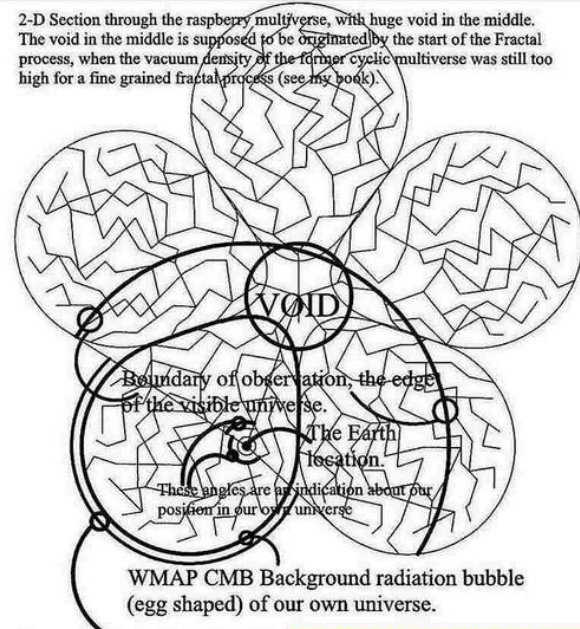 2-D Section through the raspberry multiverse, with huge void in the middle.
The void in the middle is supposed to be originated by the start of the Fractal
process, when the vacuum density of the former cyclic multiverse was still too
high for a fine grained fractal process (see my book).
VOID
Boundary of observation, the edge
of the visible universe.
The Earth
location.
These angles are an indication about our
position in our own universe
WMAP CMB Background radiation bubble
(egg shaped) of our own universe.